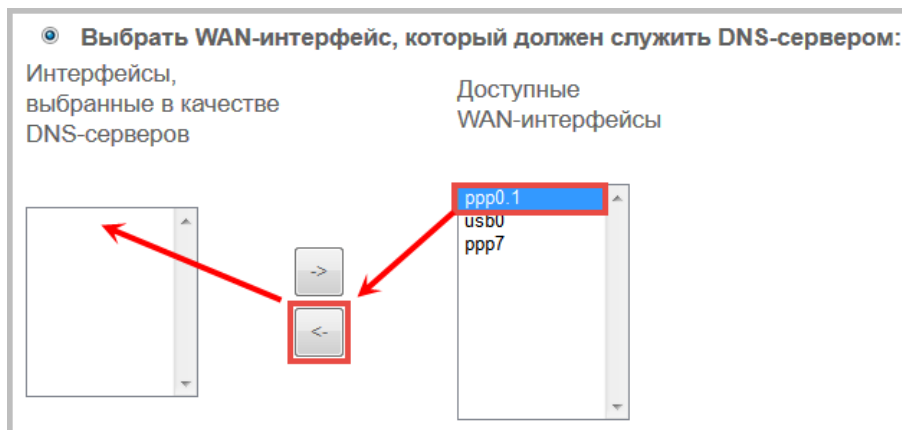 Выбрать WAN-интерфейс, который должен служить DNS-сервером:
Интерфейсы,
выбранные в качестве
DNS-серверов
Доступные
WAN-интерфейсы
ppp0.1
usb0
ppp7
->
<-